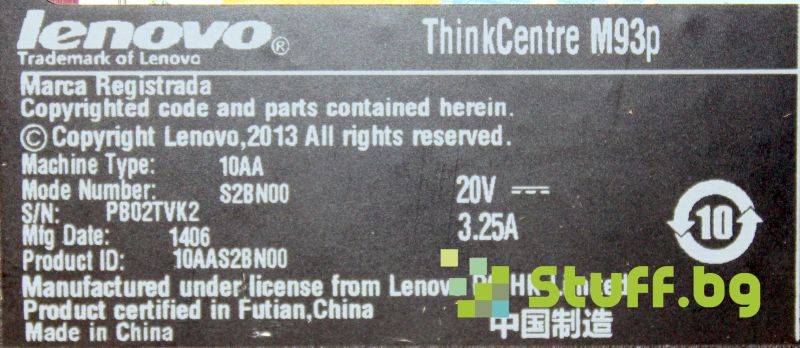 lenovo®
ThinkCentre M93p
Trademark of Lenovo
Marca Registrada
Copyrighted code and parts contained herein.
© Copyright Lenovo,2013 All rights reserved.
Machine Type: 10AA
Mode Number: S2BN00
20V
S/N: PB02TVK2
3.25A
10
Mfg Date: 1406
Product ID: 10AAS2BN00
Manufactured under license from Lenovo
Stuff.bg
Product certified in Futian,China
中国制造
Made in China